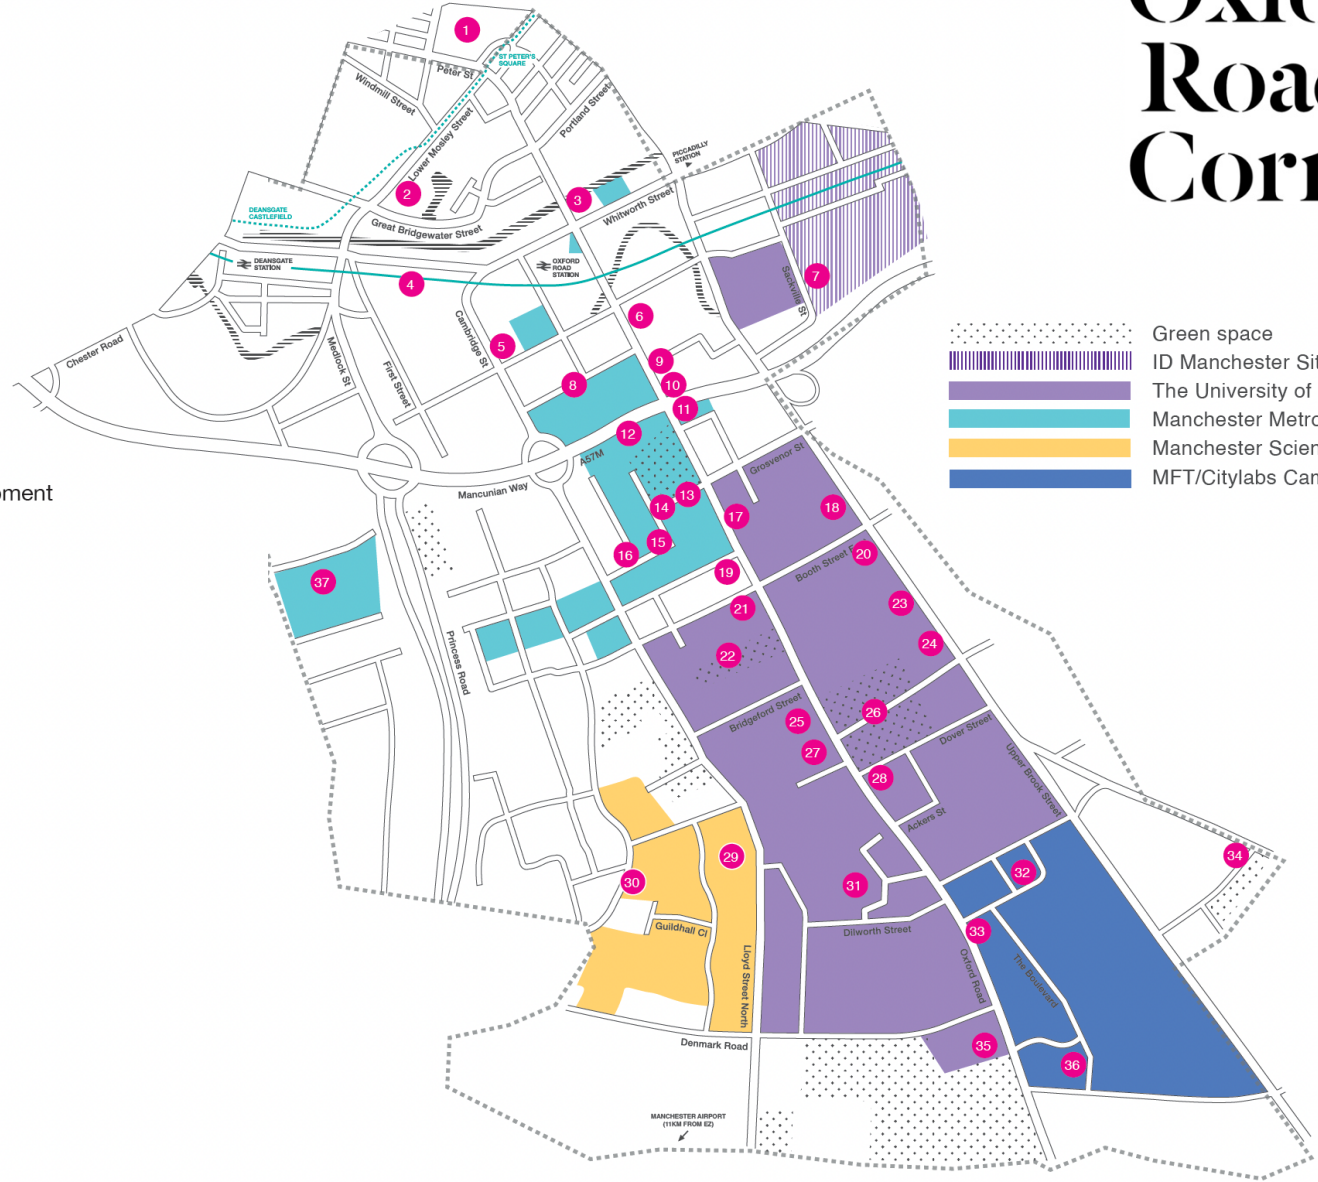 Road
Corr
1
ST PETER'S
SQUARE
Peter St
Windmill Street
Portland Street
Lower Mosley Street
PICCADILLY
STATION
2
3
Whitworth Street
DEANSGATE
CASTLEFIELD
Great Bridgewater Street
DEANSGATE
STATION
OXFORD
ROAD
STATION
4
Sackville St
7
6
Cambridge St
5
Chester Road
Medlock St
First Street
8
9
10
11
Green space
ID Manchester Sit
The University of
Manchester Metro
Manchester Scien
MFT/Citylabs Cam
12
A57M
Grosvenor St
Mancunian Way
pment
13
14
15
16
17
18
19
Booth Street E
20
37
21
22
23
24
Princess Road
Bridgeford Street
25
26
27
Dover Street
28
Upper Brook Street
Ackers St
29
30
31
32
34
Guildhall Cl
Dilworth Street
33
Lloyd Street North
Oxford Road
The Boulevard
Denmark Road
35
36
MANCHESTER AIRPORT
(11KM FROM EZ)